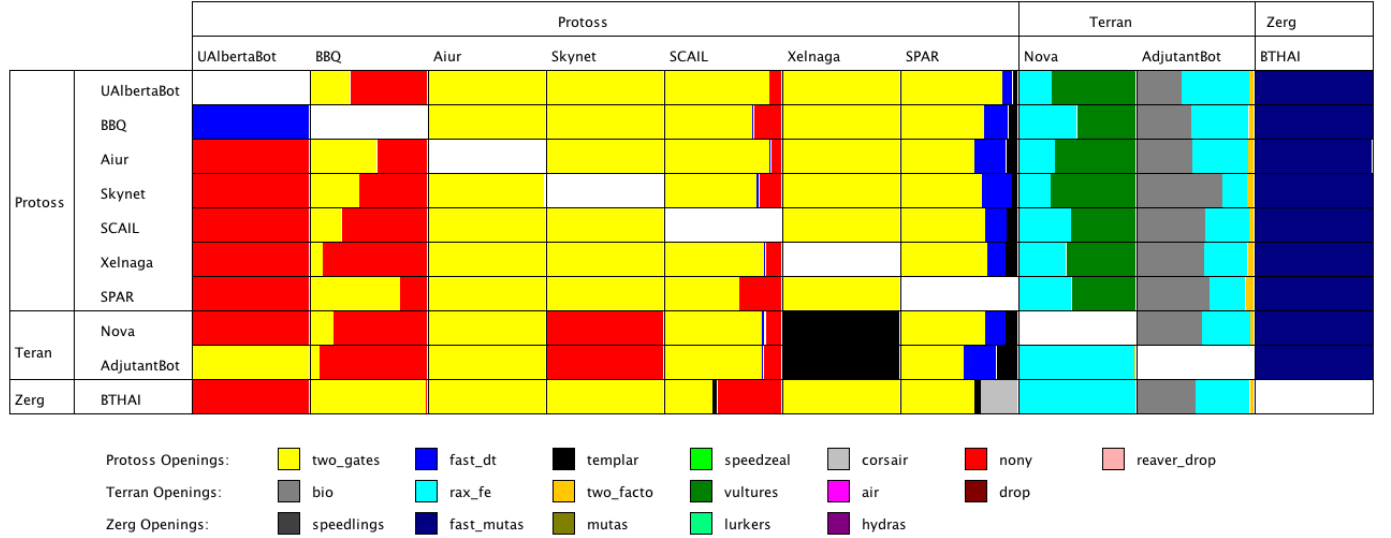 Protoss Terran Zerg
UAlbertaBot BBQ Aiur Skynet SCAIL Xelnaga SPAR Nova AdjutantBot BTHAI
UAlbertaBot
BBQ
Aiur
Protoss Skynet
SCAIL
Xelnaga
SPAR
Nova
Teran
AdjutantBot
Zerg BTHAI
Protoss Openings: two_gates fast_dt templar speedzeal corsair nony reaver_drop
Terran Openings: bio rax_fe two_facto vultures air drop
Zerg Openings: speedlings fast_mutas mutas lurkers hydras